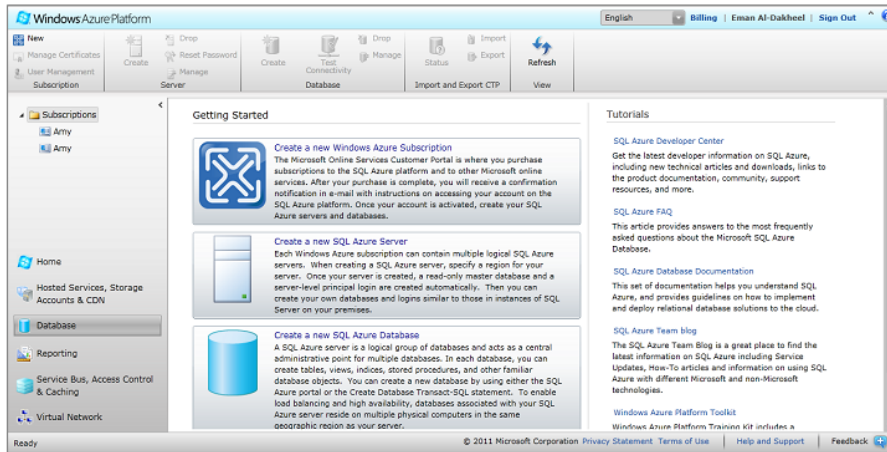 Windows Azure Platform
English
Billing | Eman Al-Dakheel | Sign Out
New
Manage Certificates
User Management
Subscription
Create
Drop
Reset Password
Manage
Server
Create
Test Connectivity
Drop
Manage
Database
Status
Import
Export
Import and Export CTP
Refresh
View
Subscriptions
Amy
Amy
Home
Hosted Services, Storage
Accounts & CDN
Database
Reporting
Service Bus, Access Control
& Caching
Virtual Network
Getting Started
Create a new Windows Azure Subscription
The Microsoft Online Services Customer Portal is where you purchase
subscriptions to the SQL Azure platform and to other Microsoft online
services. After your purchase is complete, you will receive a confirmation
notification in e-mail with instructions on accessing your account on the
SQL Azure platform. Once your account is activated, create your SQL
Azure servers and databases.
Create a new SQL Azure Server
Each Windows Azure subscription can contain multiple logical SQL Azure
servers. When creating a SQL Azure server, specify a region for your
server. Once your server is created, a read-only master database and a
server-level principal login are created automatically. Then you can
create your own databases and logins similar to those in instances of SQL
Server on your premises.
Create a new SQL Azure Database
A SQL Azure server is a logical group of databases and acts as a central
administrative point for multiple databases. In each database, you can
create tables, views, indices, stored procedures, and other familiar
database objects. You can create a new database by using either the SQL
Azure portal or the Create Database Transact-SQL statement. To enable
load balancing and high availability, databases associated with your SQL
Azure server reside on multiple physical computers in the same
geographic region as your server.
Tutorials
SQL Azure Developer Center
Get the latest developer information on SQL Azure,
including new technical articles and downloads, links to
the product documentation, community, support
resources, and more.
SQL Azure FAQ
This article provides answers to the most frequently
asked questions about the Microsoft SQL Azure
Database.
SQL Azure Database Documentation
This set of documentation helps you understand SQL
Azure, and provides guidelines on how to implement
and deploy relational database solutions to the cloud.
SQL Azure Team blog
The SQL Azure Team Blog is a great place to find the
latest information on SQL Azure including Service
Updates, How-To articles and information on using SQL
Azure with different Microsoft and non-Microsoft
technologies.
Windows Azure Platform Toolkit
Windows Azure Platform Training Kit includes a
Ready
© 2011 Microsoft Corporation Privacy Statement Terms of Use | Help and Support | Feedback